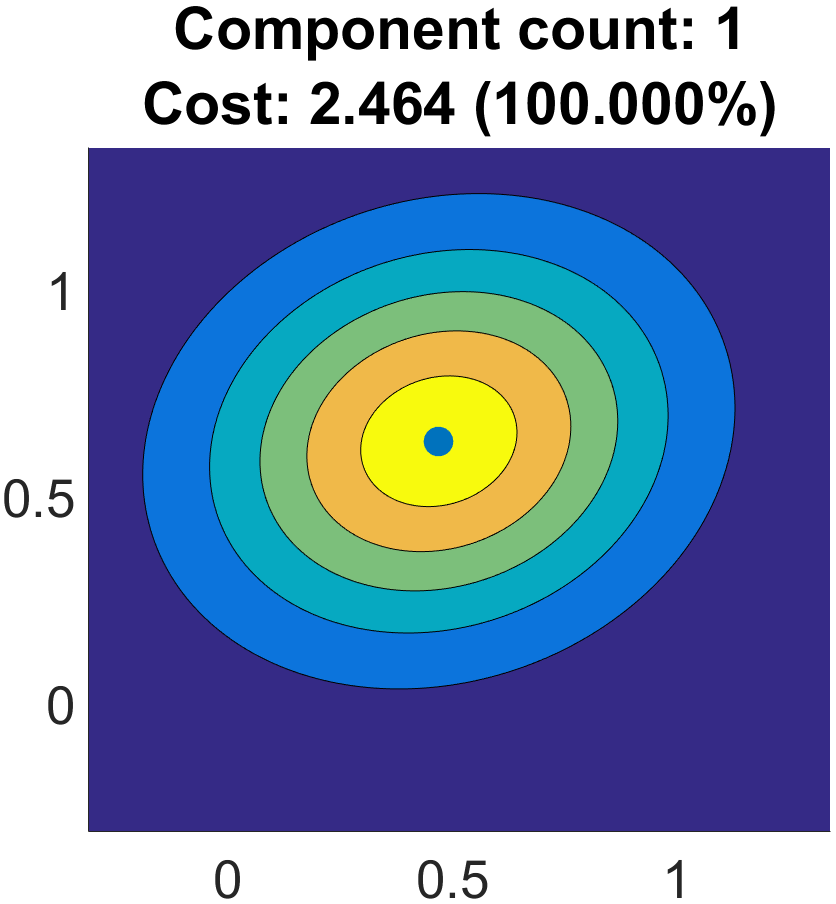 Component count: 1
Cost: 2.464 (100.000%)
1
0.5
0
0 0.5 1